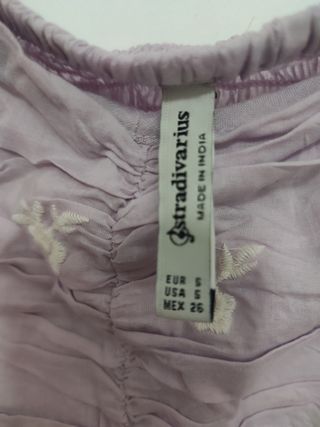 stradivarius
MADE IN INDIA
EUR S
USA S
MEX 26